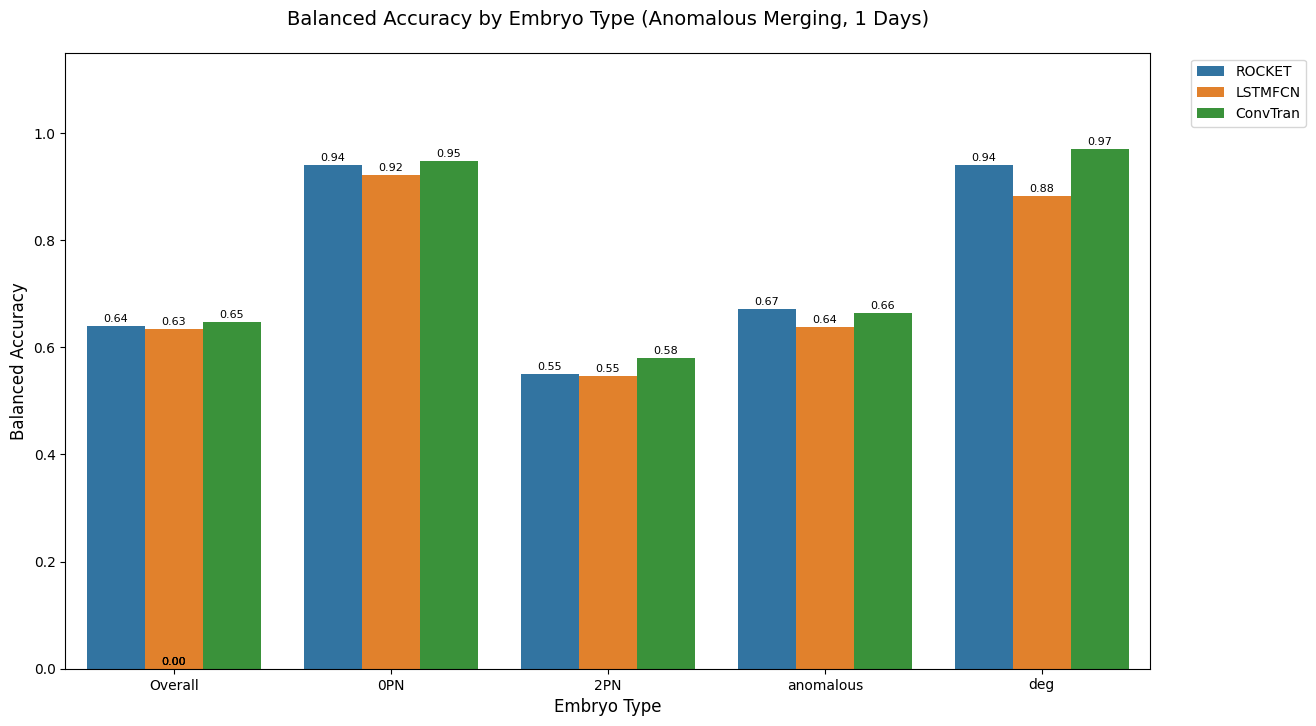 Balanced Accuracy by Embryo Type (Anomalous Merging, 1 Days)
ROCKET
LSTMFCN
ConvTran
Balanced Accuracy
1.0
0.8
0.6
0.4
0.2
0.0
0.64
0.63
0.65
0.00
0.94
0.92
0.95
0.55
0.55
0.58
0.67
0.64
0.66
0.94
0.88
0.97
Overall
0PN
2PN
anomalous
deg
Embryo Type